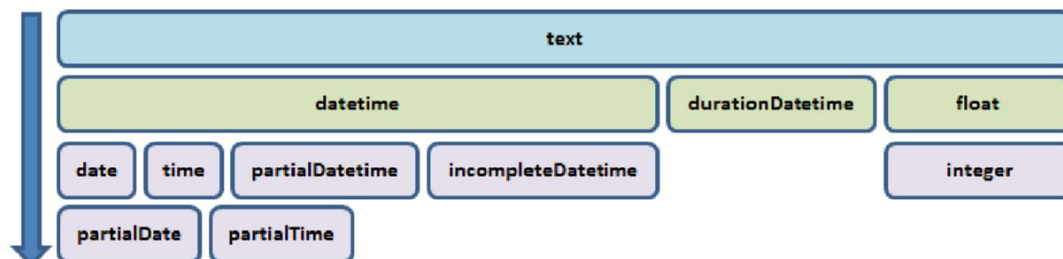 text
datetime durationDatetime float
date time partialDatetime incompleteDatetime integer
partialDate partialTime